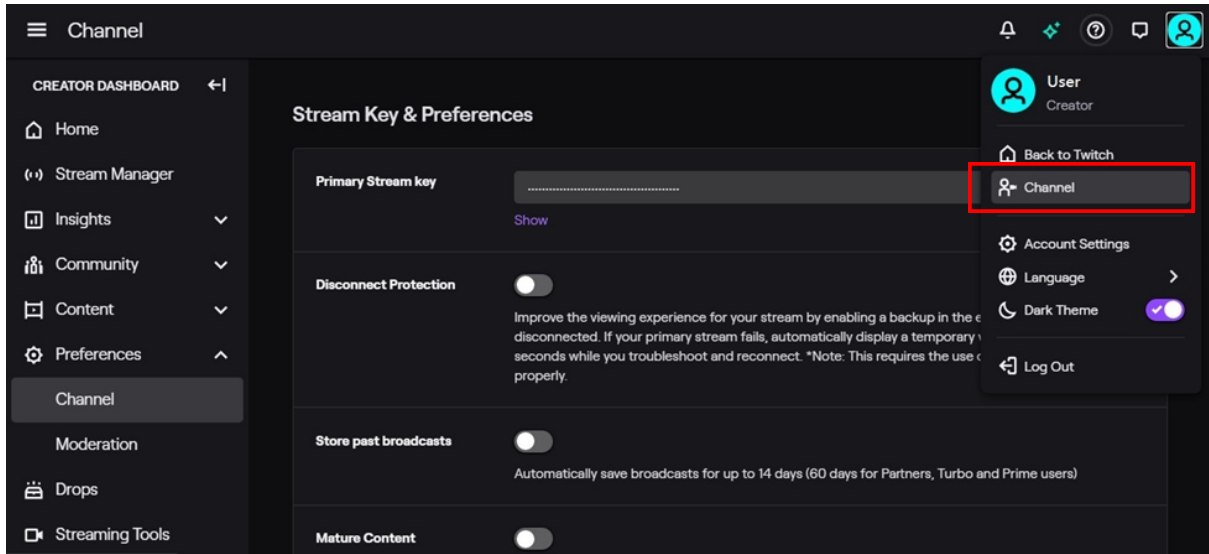 Channel
CREATOR DASHBOARD
Home
Stream Manager
Insights
Community
Content
Preferences
Channel
Moderation
Drops
Streaming Tools
Stream Key & Preferences
Primary Stream key
Show
Disconnect Protection
Improve the viewing experience for your stream by enabling a backup in the e
disconnected. If your primary stream fails, automatically display a temporary
seconds while you troubleshoot and reconnect. *Note: This requires the use
properly.
Store past broadcasts
Automatically save broadcasts for up to 14 days (60 days for Partners, Turbo and Prime users)
Mature Content
User
Creator
Back to Twitch
Channel
Account Settings
Language
Dark Theme
Log Out